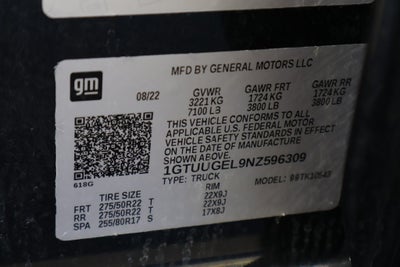 MFD BY GENERAL MOTORS LLC
gm
08/22 GVWR GAWR FRT GAWR RR
3221 KG 1724 KG 1724 KG
7100 LB 3800 LB 3800 LB
THIS VEHICLE CONFORMS TO ALL
APPLICABLE U.S. FEDERAL MOTOR
VEHICLE SAFETY STANDARDS IN EFFECT
ON THE DATE OF MANUFACTURE
SHOWN ABOVE.
1GTUUGEL9NZ596309
618G TYPE: TRUCK MODEL:
TIRE SIZE RIM
FRT 275/50R22 T 22X9J
RR 275/50R22 T 22X9J
SPA 255/80R17 S 17X8J